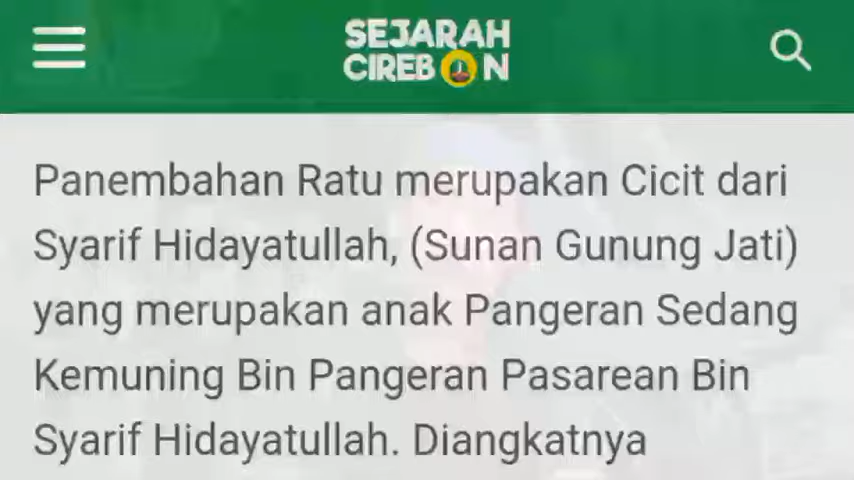 SEJARAH
CIREBON
Panembahan Ratu merupakan Cicit dari
Syarif Hidayatullah, (Sunan Gunung Jati)
yang merupakan anak Pangeran Sedang
Kemuning Bin Pangeran Pasarean Bin
Syarif Hidayatullah. Diangkatnya